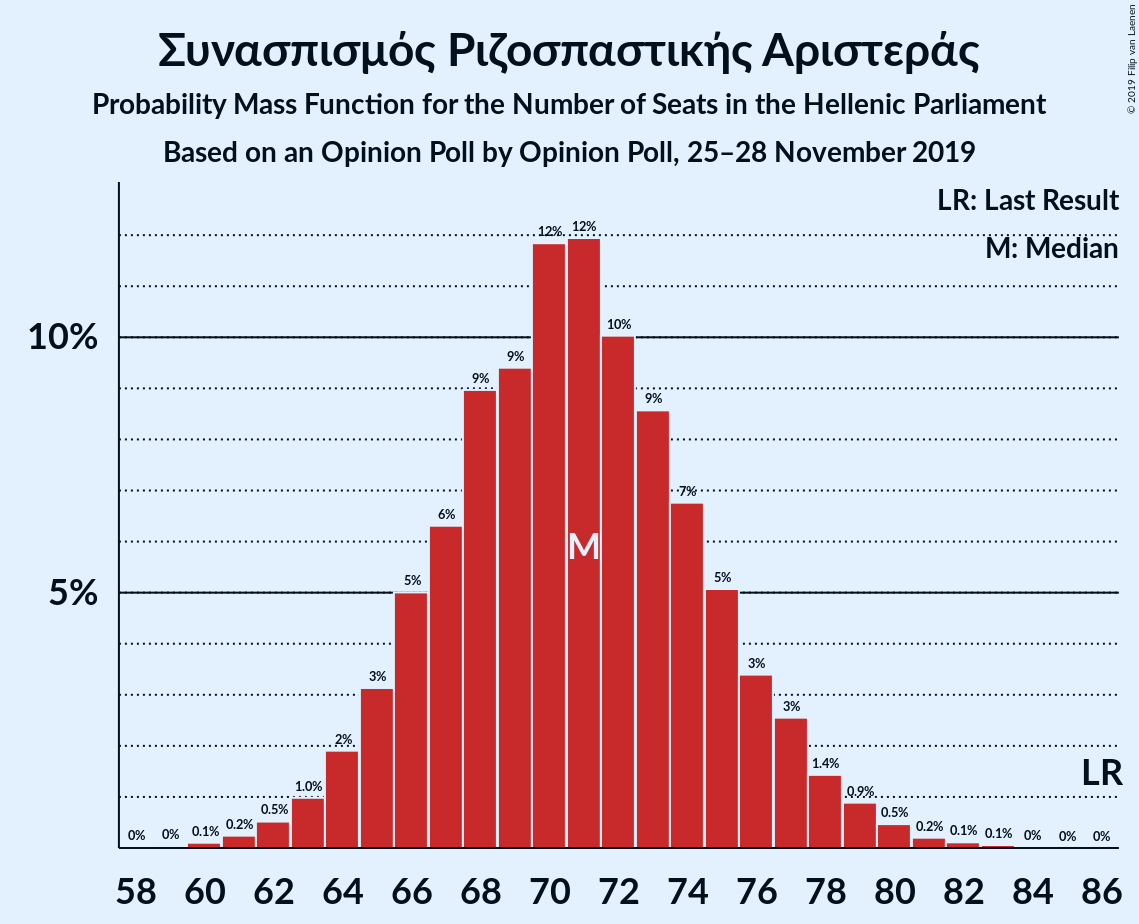 Συνασπισμός Ριζοσπαστικής Αριστεράς
Probability Mass Function for the Number of Seats in the Hellenic Parliament
Based on an Opinion Poll by Opinion Poll, 25–28 November 2019
© 2019 Filip van Laenen
LR: Last Result
M: Median
10%
5%
0% 0% 0.1% 0.2% 0.5% 1.0% 2% 3% 5% 6% 9% 9% 12% 12% 10% 9% 7% 5% 3% 3% 1.4% 0.9% 0.5% 0.2% 0.1% 0.1% 0% 0% 0%
M
LR
58 60 62 64 66 68 70 72 74 76 78 80 82 84 86